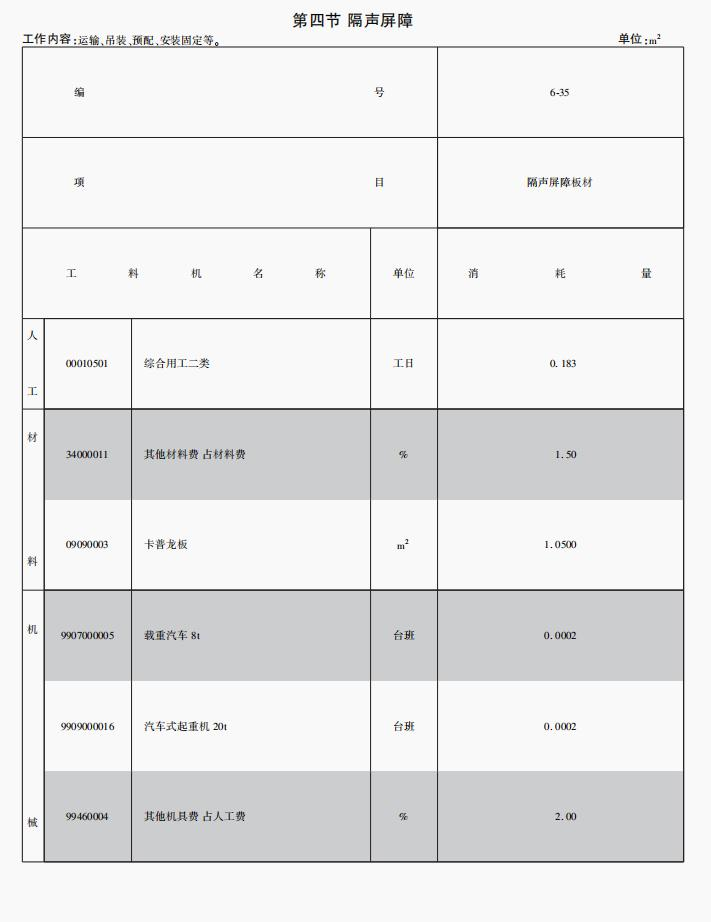 第四节 隔声屏障
工作内容:运输、吊装、预配、安装固定等。 单位:m²
编 号 6-35
项 目 隔声屏障板材
工 料 机 名 称 单位 消 耗 量
人 工 00010501 综合用工二类 工日 0.183
材 料 34000011 其他材料费 占材料费 % 1.50
09090003 卡普龙板 m² 1.0500
机 械 9907000005 载重汽车 8t 台班 0.0002
9909000016 汽车式起重机 20t 台班 0.0002
99460004 其他机具费 占人工费 % 2.00